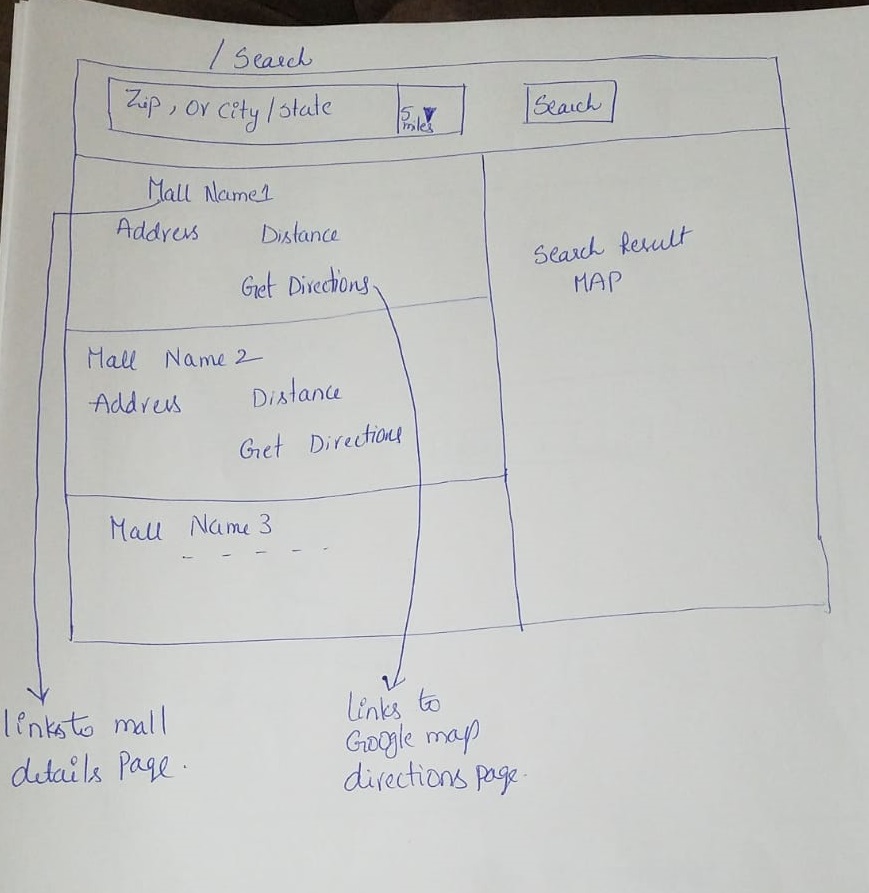 / Search
Zip, or city/state
5
miles
Search
Mall Name1
Address Distance
Get Directions
Mall Name 2
Address Distance
Get Directions
Mall Name 3
- - - - -
Search Result
MAP
links to mall
details Page.
links to
Google map
directions page.